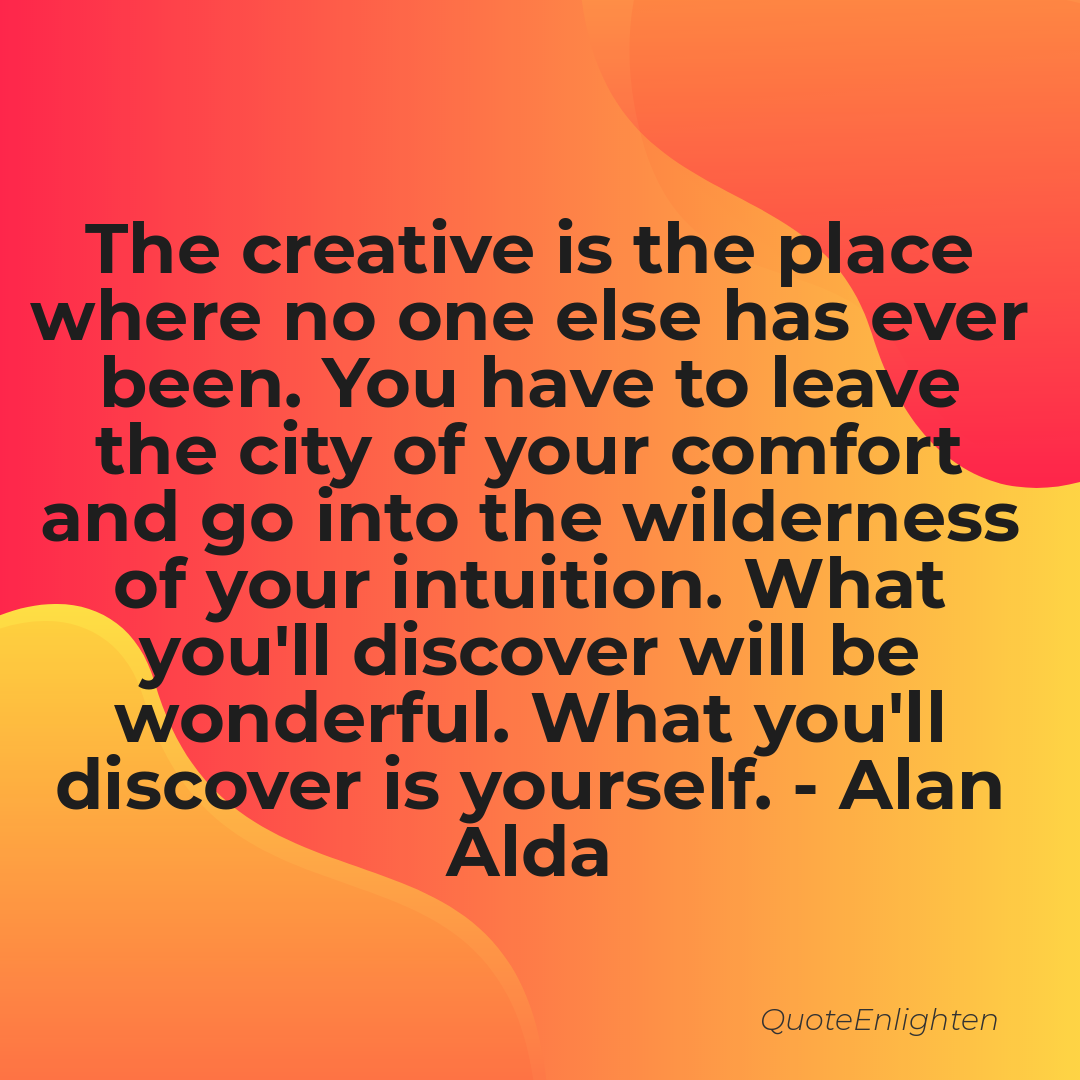 The creative is the place
where no one else has ever
been. You have to leave
the city of your comfort
and go into the wilderness
of your intuition. What
you'll discover will be
wonderful. What you'll
discover is yourself. - Alan
Alda
QuoteEnlighten